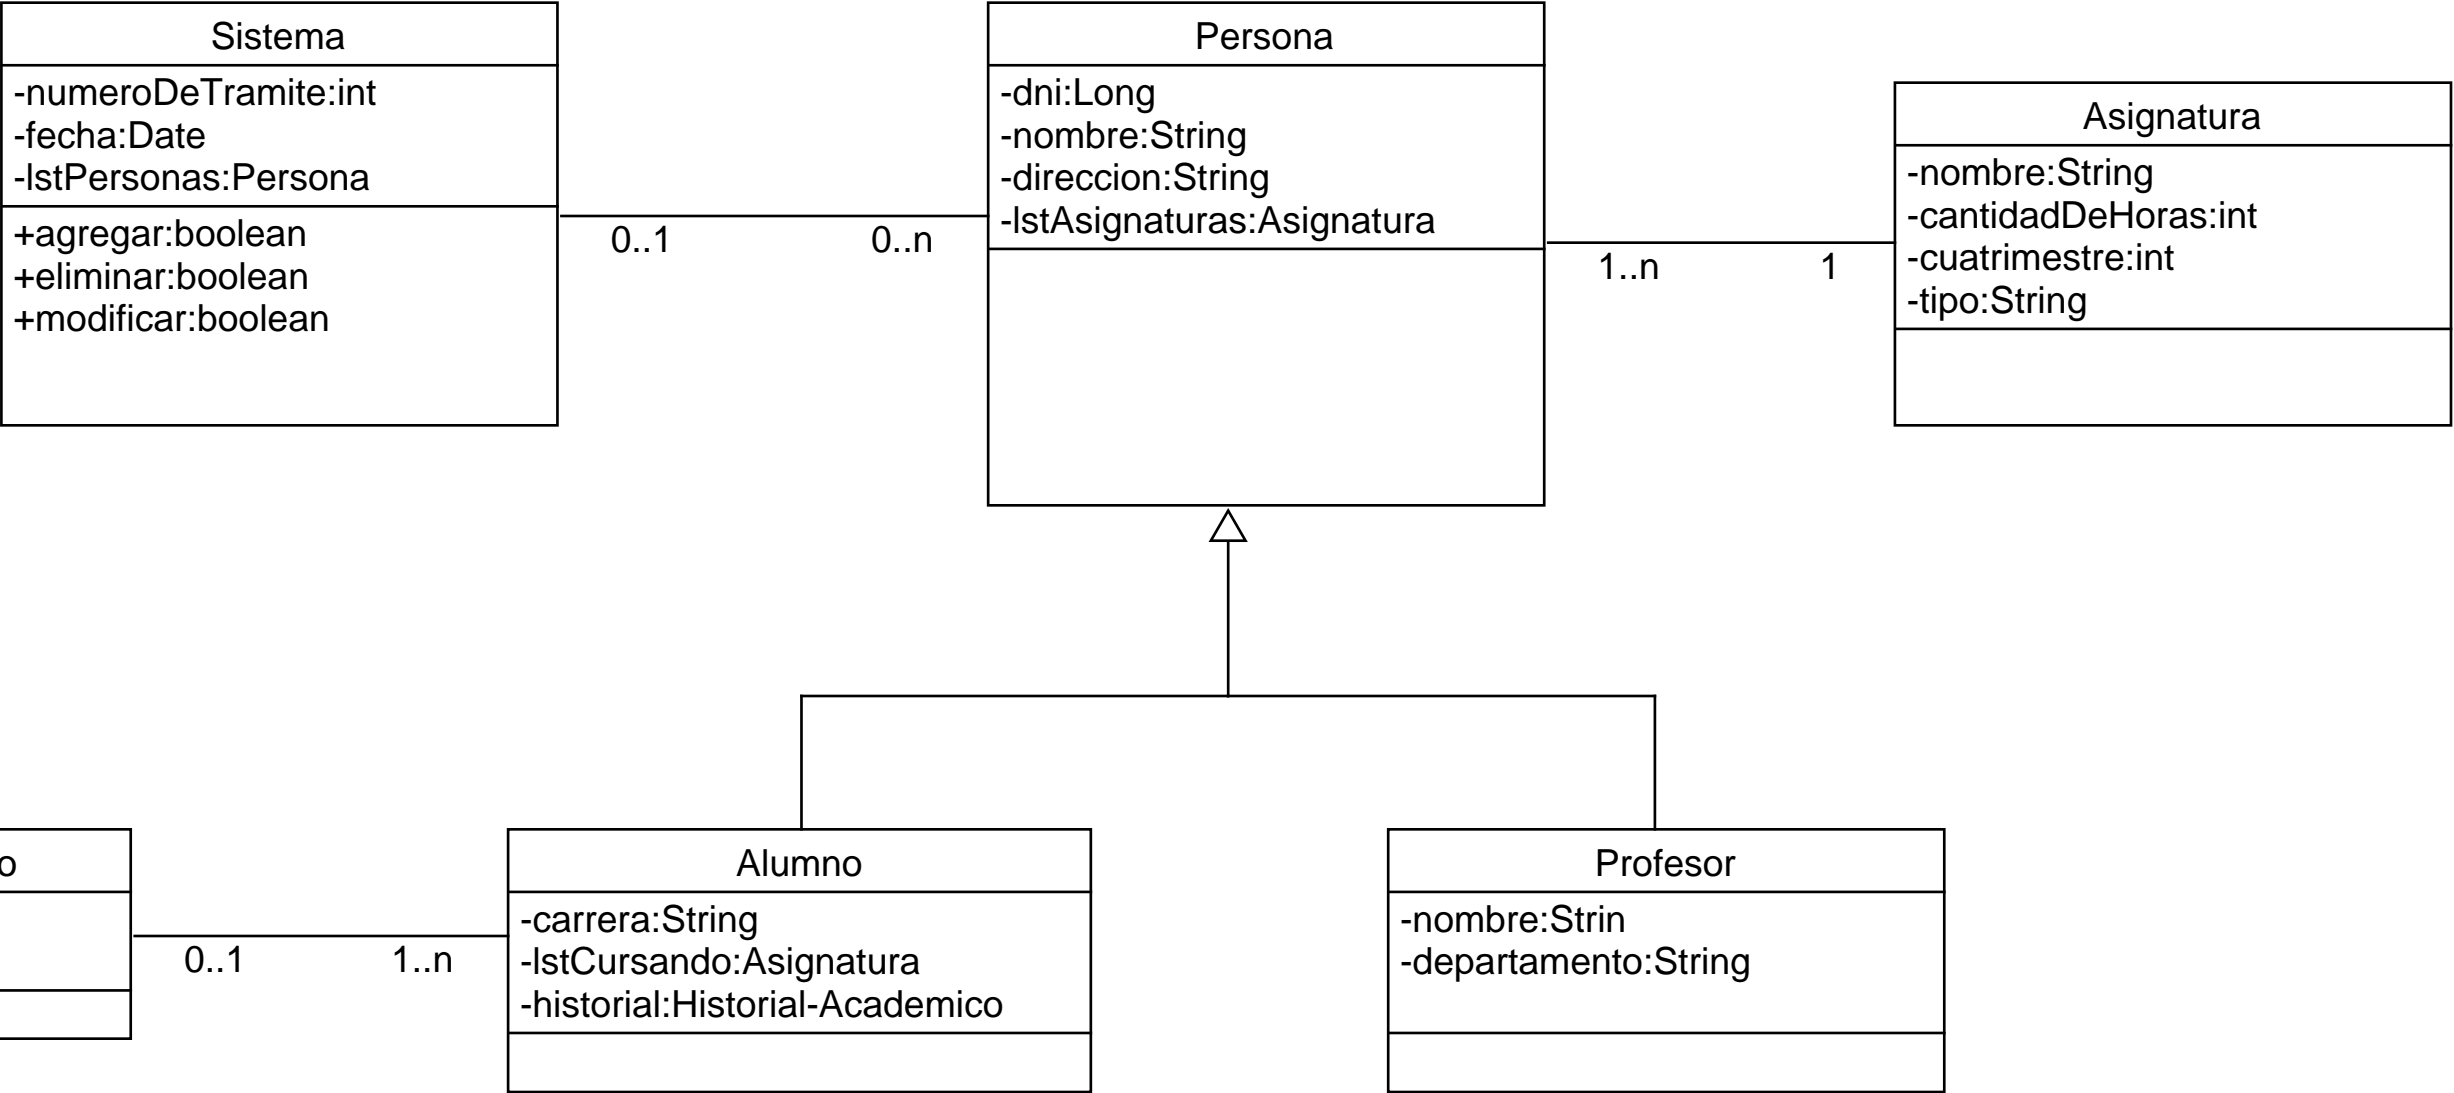 Sistema
-numeroDeTramite:int
-fecha:Date
-lstPersonas:Persona
+agregar:boolean
+eliminar:boolean
+modificar:boolean
0..1
0..n
Persona
-dni:Long
-nombre:String
-direccion:String
-lstAsignaturas:Asignatura
1..n
1
Asignatura
-nombre:String
-cantidadDeHoras:int
-cuatrimestre:int
-tipo:String
o
0..1
1..n
Alumno
-carrera:String
-lstCursando:Asignatura
-historial:Historial-Academico
Profesor
-nombre:Strin
-departamento:String